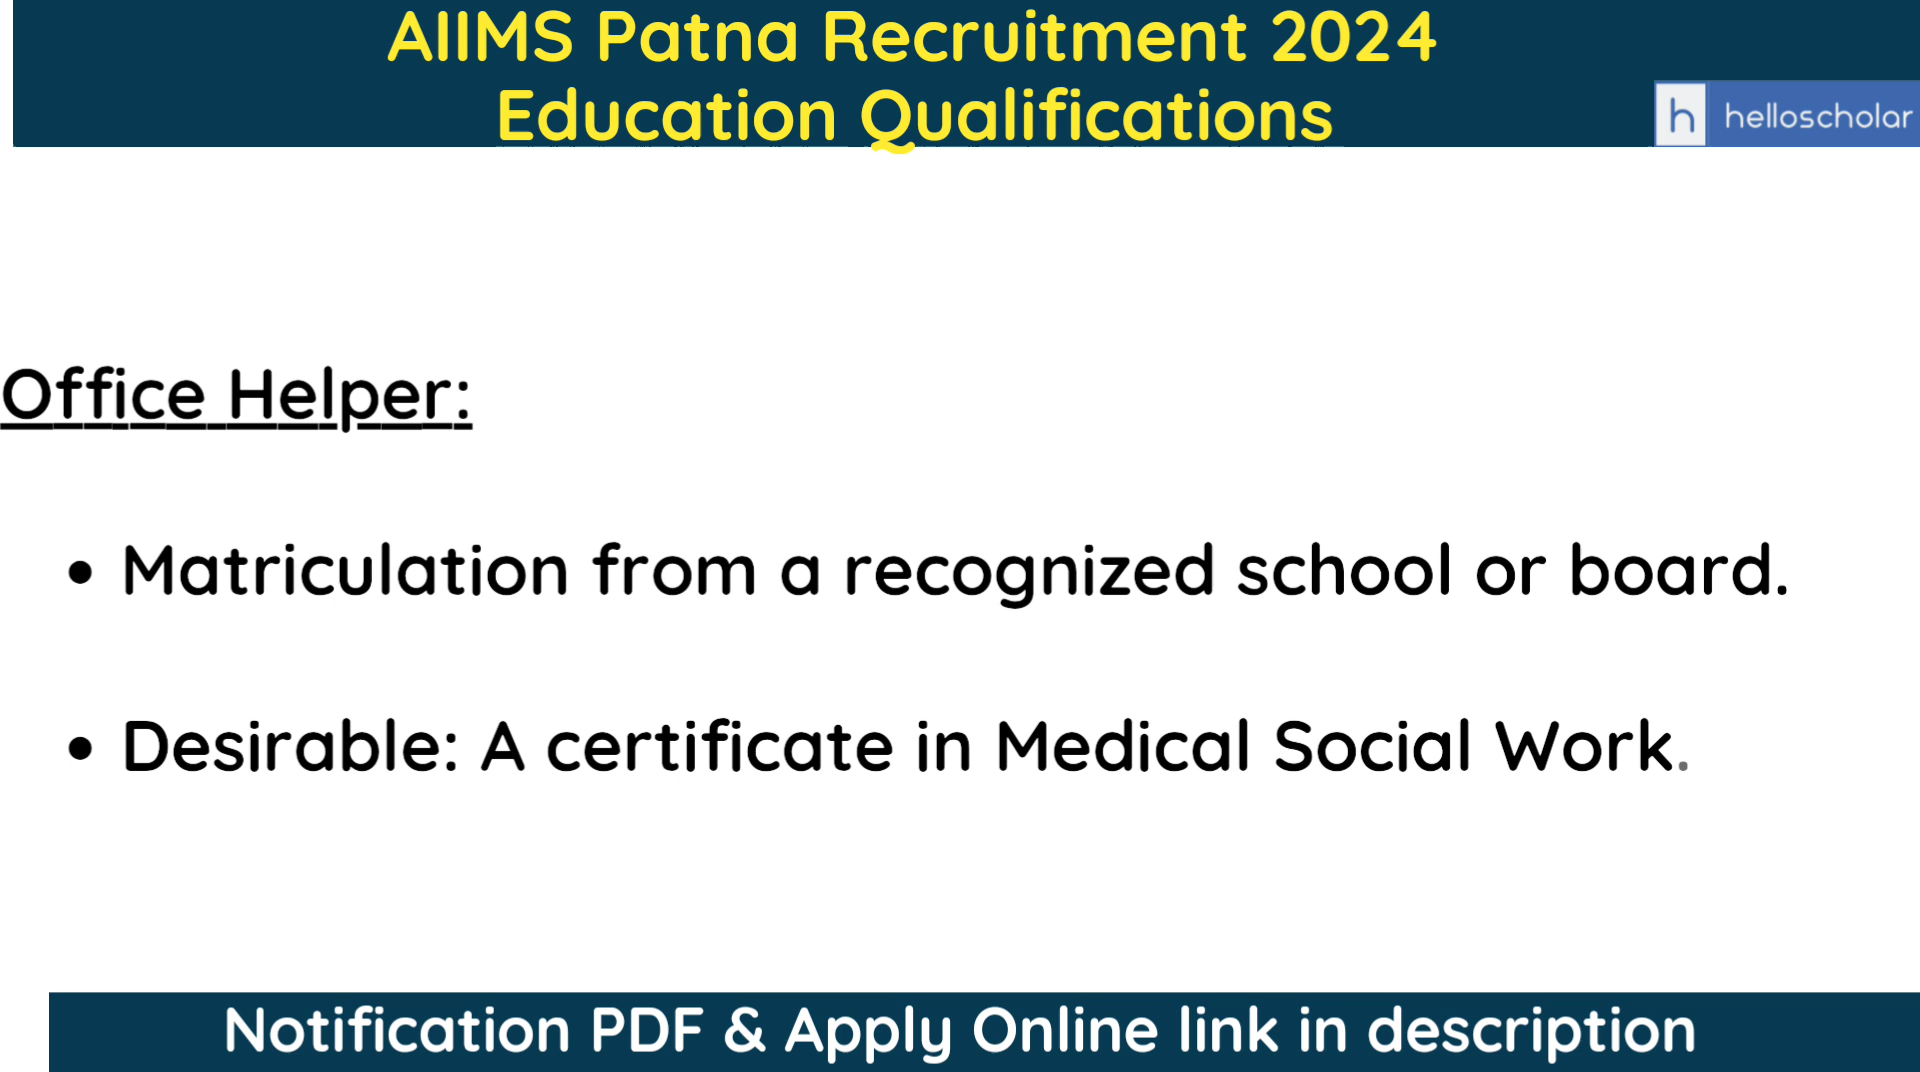 AIIMS Patna Recruitment 2024
Education Qualifications
h helloscholar
Office Helper:
• Matriculation from a recognized school or board.
• Desirable: A certificate in Medical Social Work.
Notification PDF & Apply Online link in description